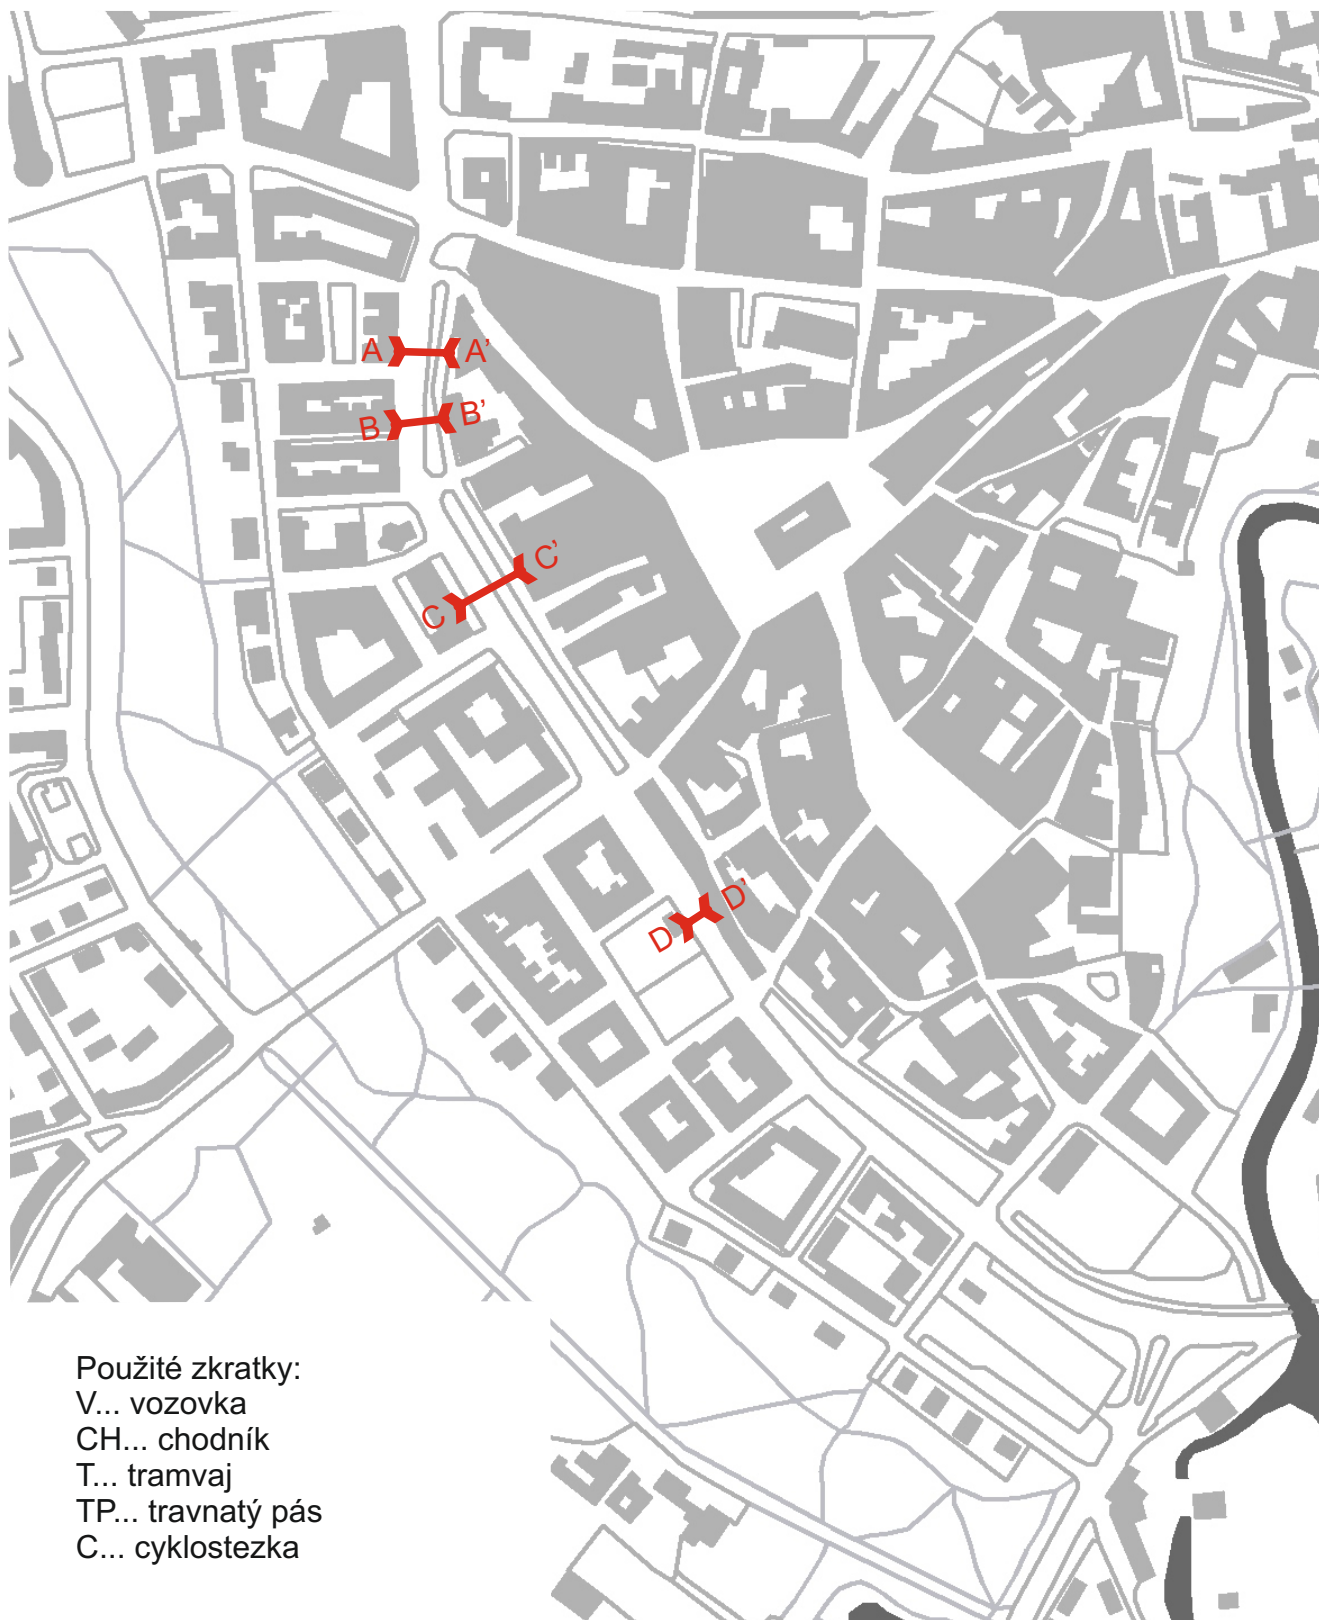 A A’
B B’
C C’
D D’
Použité zkratky:
V... vozovka
CH... chodník
T... tramvaj
TP... travnatý pás
C... cyklostezka